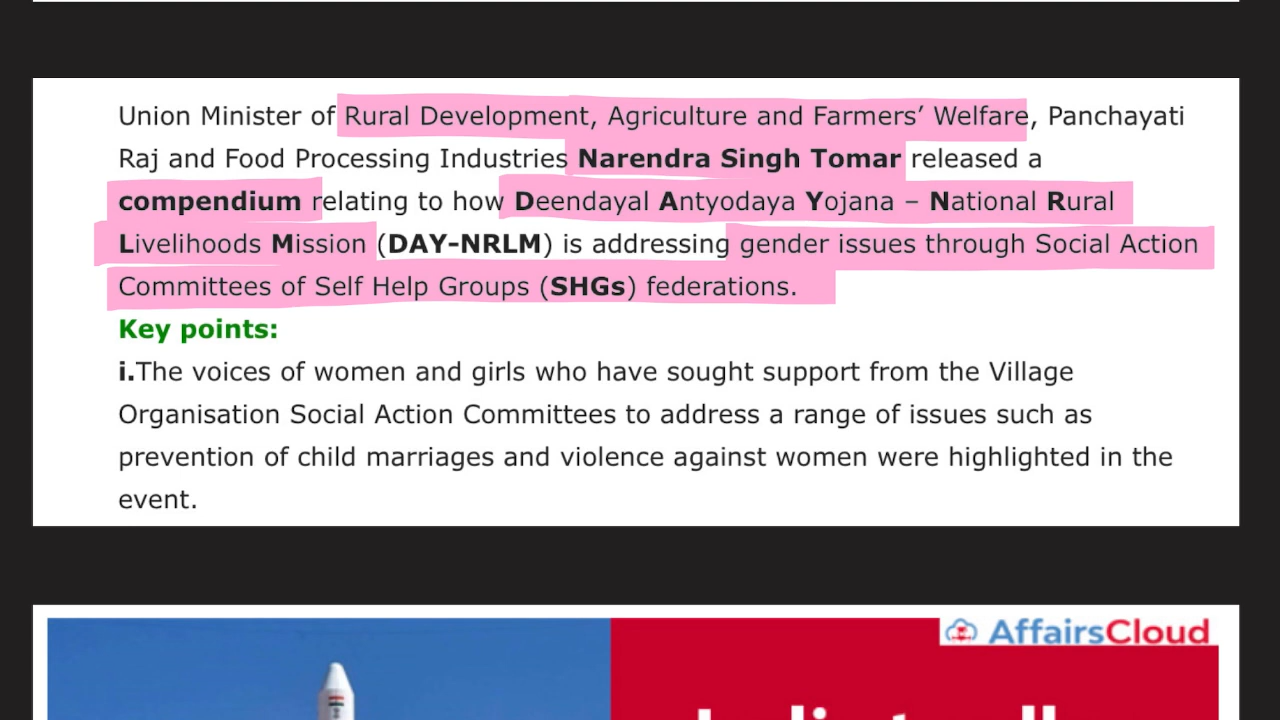 Union Minister of Rural Development, Agriculture and Farmers’ Welfare, Panchayati
Raj and Food Processing Industries Narendra Singh Tomar released a
compendium relating to how Deendayal Antyodaya Yojana – National Rural
Livelihoods Mission (DAY-NRLM) is addressing gender issues through Social Action
Committees of Self Help Groups (SHGs) federations.
Key points:
i.The voices of women and girls who have sought support from the Village
Organisation Social Action Committees to address a range of issues such as
prevention of child marriages and violence against women were highlighted in the
event.
AffairsCloud